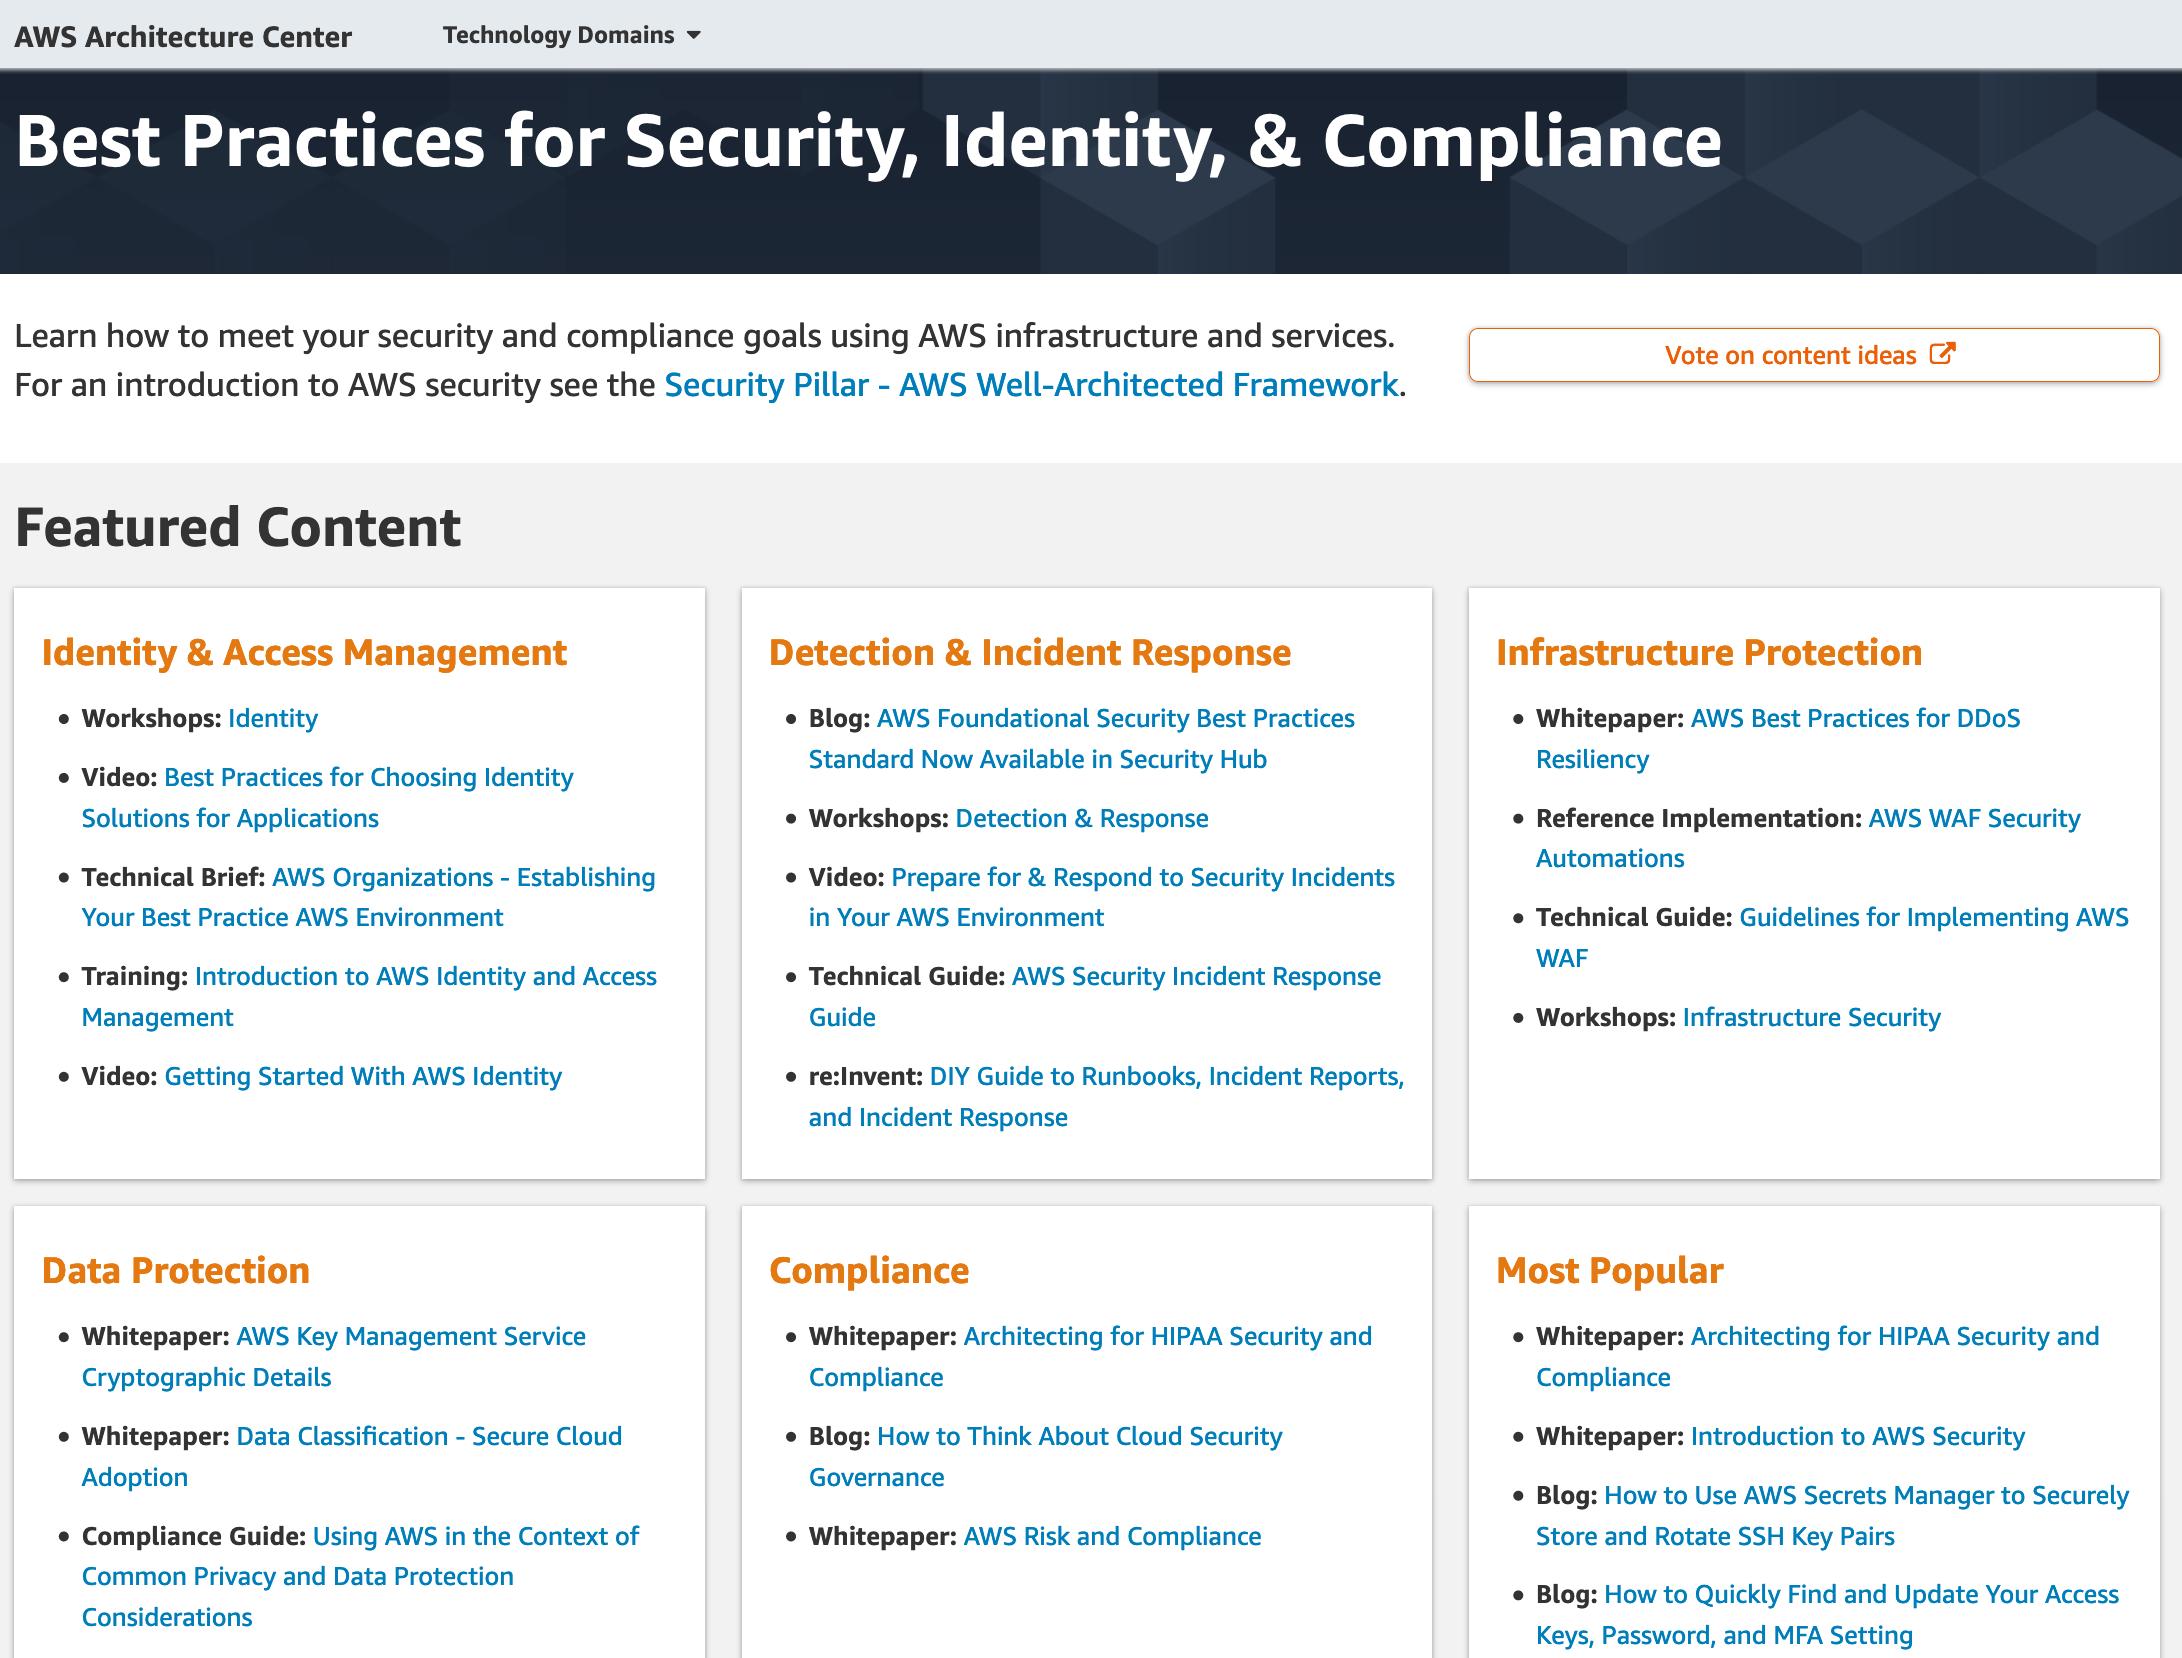 AWS Architecture Center
Technology Domains
Best Practices for Security, Identity, & Compliance
Learn how to meet your security and compliance goals using AWS infrastructure and services.
For an introduction to AWS security see the Security Pillar - AWS Well-Architected Framework.
Vote on content ideas
Featured Content
Identity & Access Management
• Workshops: Identity
• Video: Best Practices for Choosing Identity
Solutions for Applications
• Technical Brief: AWS Organizations - Establishing
Your Best Practice AWS Environment
• Training: Introduction to AWS Identity and Access
Management
• Video: Getting Started With AWS Identity
Detection & Incident Response
• Blog: AWS Foundational Security Best Practices
Standard Now Available in Security Hub
• Workshops: Detection & Response
• Video: Prepare for & Respond to Security Incidents
in Your AWS Environment
• Technical Guide: AWS Security Incident Response
Guide
• re:Invent: DIY Guide to Runbooks, Incident Reports,
and Incident Response
Infrastructure Protection
• Whitepaper: AWS Best Practices for DDoS
Resiliency
• Reference Implementation: AWS WAF Security
Automations
• Technical Guide: Guidelines for Implementing AWS
WAF
• Workshops: Infrastructure Security
Data Protection
• Whitepaper: AWS Key Management Service
Cryptographic Details
• Whitepaper: Data Classification - Secure Cloud
Adoption
• Compliance Guide: Using AWS in the Context of
Common Privacy and Data Protection
Considerations
Compliance
• Whitepaper: Architecting for HIPAA Security and
Compliance
• Blog: How to Think About Cloud Security
Governance
• Whitepaper: AWS Risk and Compliance
Most Popular
• Whitepaper: Architecting for HIPAA Security and
Compliance
• Whitepaper: Introduction to AWS Security
• Blog: How to Use AWS Secrets Manager to Securely
Store and Rotate SSH Key Pairs
• Blog: How to Quickly Find and Update Your Access
Keys, Password, and MFA Setting